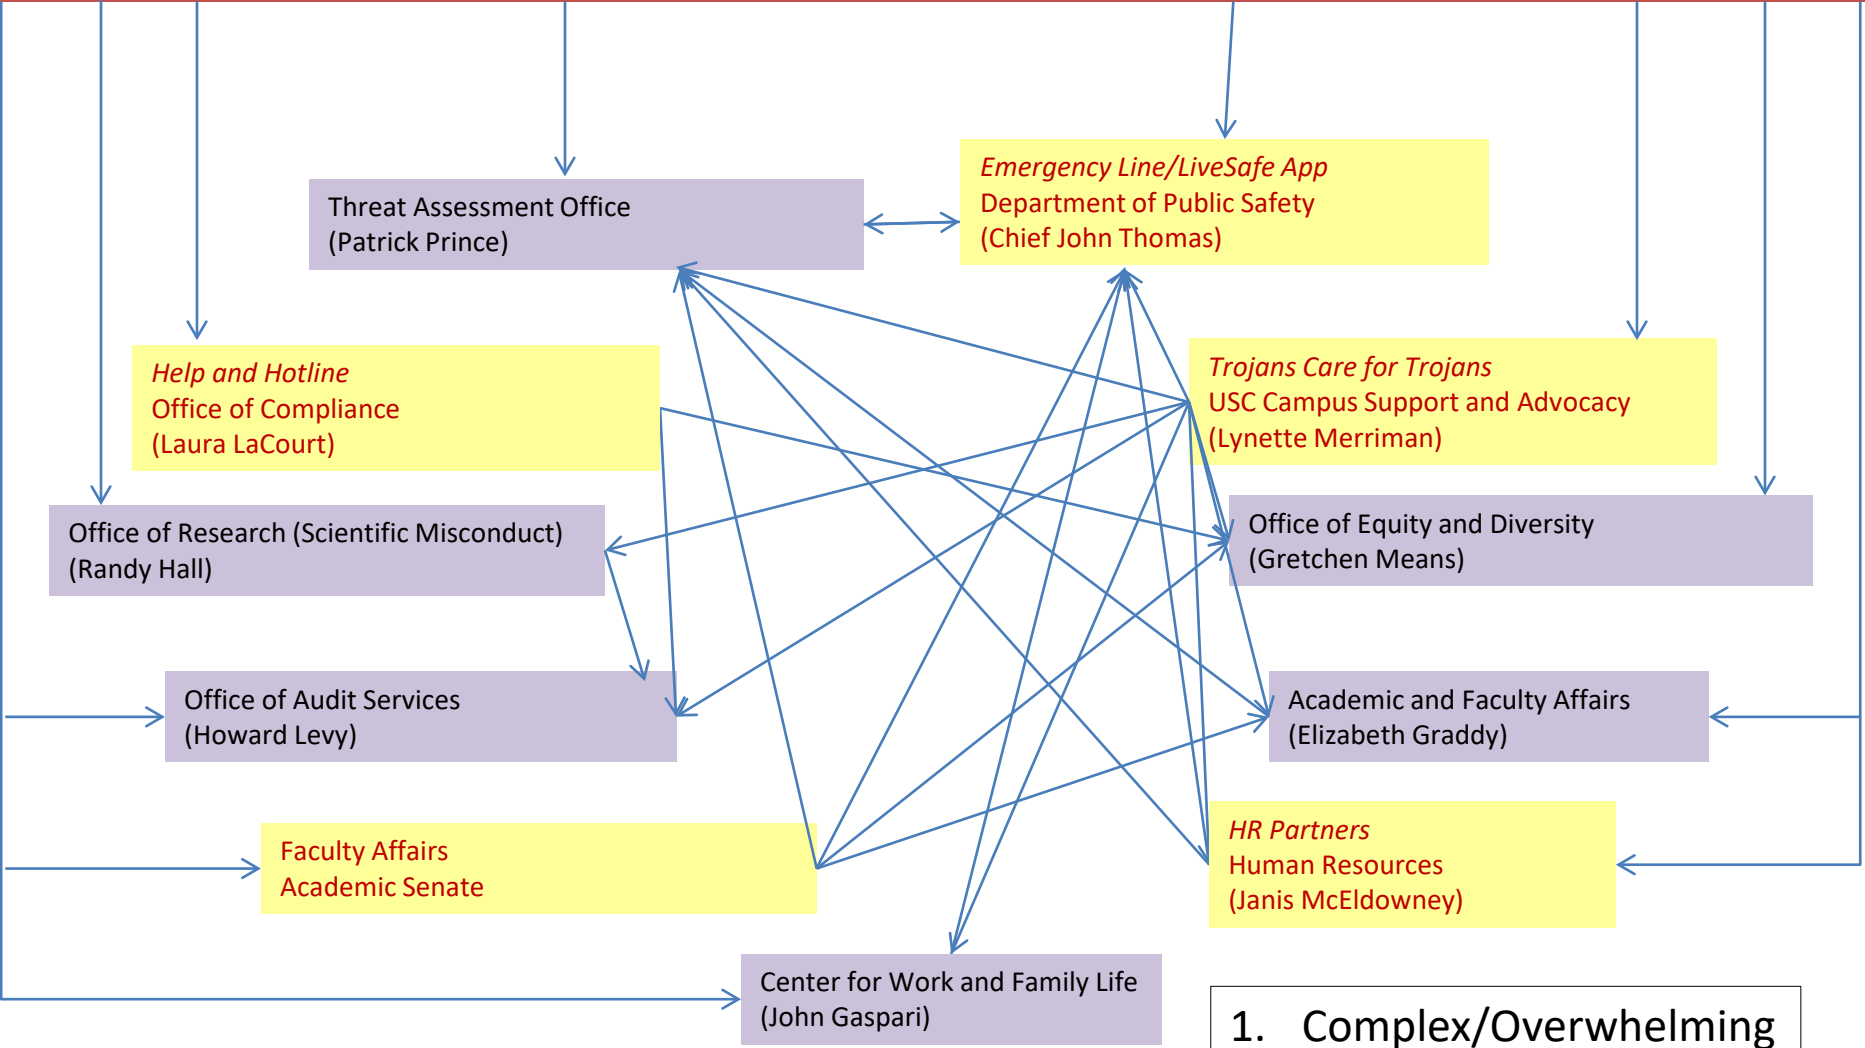 Emergency Line/LiveSafe App
Department of Public Safety
(Chief John Thomas)
Threat Assessment Office
(Patrick Prince)
Help and Hotline
Office of Compliance
(Laura LaCourt)
Trojans Care for Trojans
USC Campus Support and Advocacy
(Lynette Merriman)
Office of Research (Scientific Misconduct)
(Randy Hall)
Office of Equity and Diversity
(Gretchen Means)
Office of Audit Services
(Howard Levy)
Academic and Faculty Affairs
(Elizabeth Graddy)
Faculty Affairs
Academic Senate
HR Partners
Human Resources
(Janis McEldowney)
Center for Work and Family Life
(John Gaspari)
1. Complex/Overwhelming